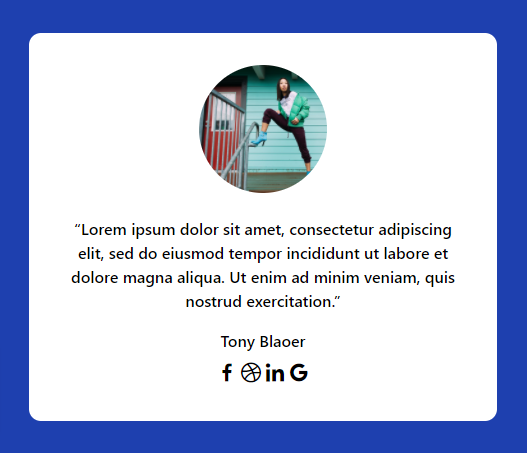 “Lorem ipsum dolor sit amet, consectetur adipiscing
elit, sed do eiusmod tempor incididunt ut labore et
dolore magna aliqua. Ut enim ad minim veniam, quis
nostrud exercitation.”
Tony Blaoer